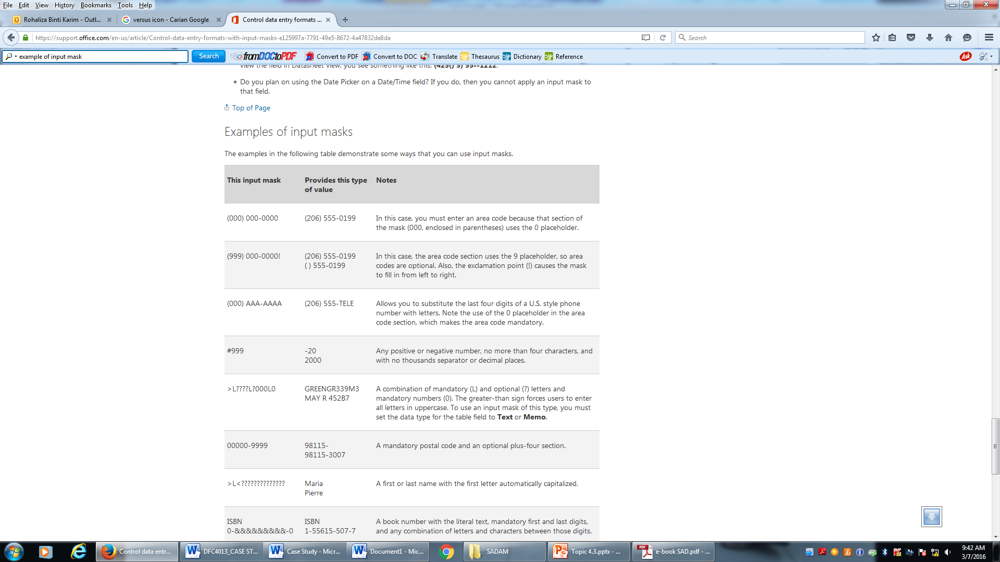 File Edit View History Bookmarks Tools Help
Rohaliza Binti Karim - Outl... versus icon - Carian Google Control data entry formats ...
https://support.office.com/en-us/article/Control-data-entry-formats-with-input-masks-e125997a-7791-49e5-8672-4a47832de8da Search
example of input mask Search fromDOCtoPDF Convert to PDF Convert to DOC Translate Thesaurus Dictionary Reference Ask
view the field in Datasheet view, you see something like this: (425() 5) 55--1212.
Do you plan on using the Date Picker on a Date/Time field? If you do, then you cannot apply an input mask to
that field.
Top of Page
Examples of input masks
The examples in the following table demonstrate some ways that you can use input masks.
This input mask Provides this type Notes
of value
(000) 000-0000 (206) 555-0199 In this case, you must enter an area code because that section of
the mask (000, enclosed in parentheses) uses the 0 placeholder.
(999) 000-0000! (206) 555-0199 In this case, the area code section uses the 9 placeholder, so area
( ) 555-0199 codes are optional. Also, the exclamation point (!) causes the mask
to fill in from left to right.
(000) AAA-AAAA (206) 555-TELE Allows you to substitute the last four digits of a U.S. style phone
number with letters. Note the use of the 0 placeholder in the area
code section, which makes the area code mandatory.
#999 -20 Any positive or negative number, no more than four characters, and
2000 with no thousands separator or decimal places.
>L????L?000L0 GREENGR339M3 A combination of mandatory (L) and optional (?) letters and
MAY R 452B7 mandatory numbers (0). The greater-than sign forces users to enter
all letters in uppercase. To use an input mask of this type, you must
set the data type for the table field to Text or Memo.
00000-9999 98115- A mandatory postal code and an optional plus-four section.
98115-3007
>L<?????????????? Maria A first or last name with the first letter automatically capitalized.
Pierre
ISBN ISBN A book number with the literal text, mandatory first and last digits,
0-&&&&&&&&&-0 1-55615-507-7 and any combination of letters and characters between those digits.
Control data entr... DFC4013_CASE ST... Case Study - Micr... Document1 - Mic... SADAM Topic 4.3.pptx - ... e-book SAD.pdf - ... 9:42 AM
3/7/2016